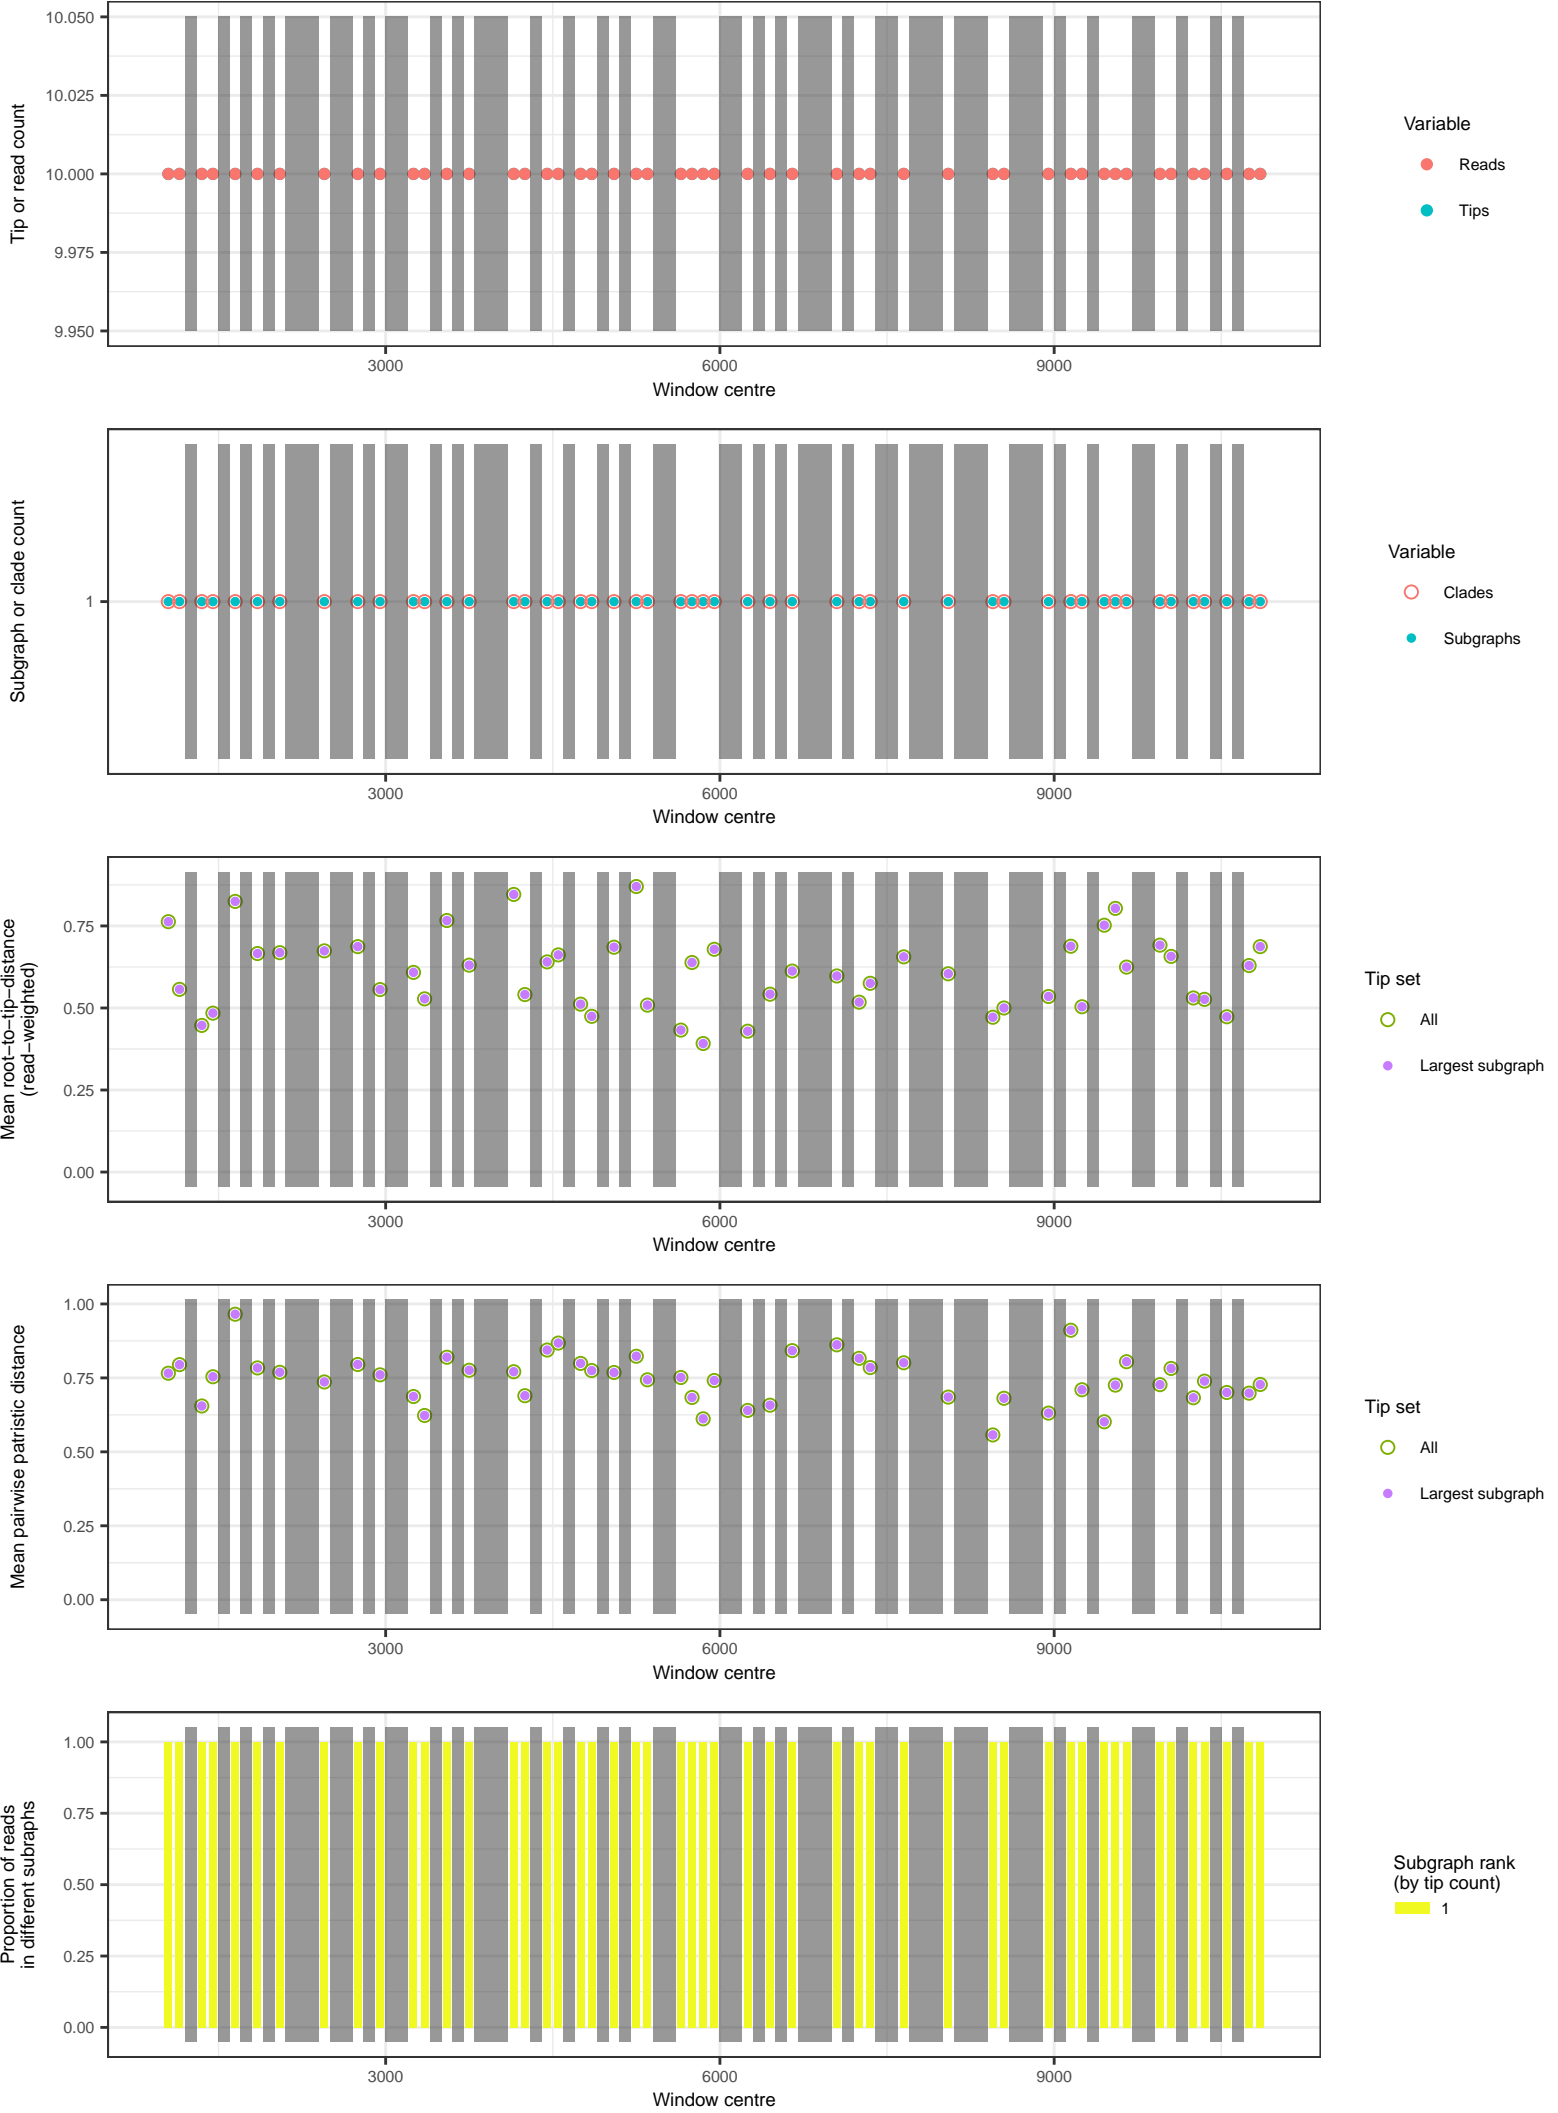 10.050
10.025
10.000
9.975
9.950
Tip or read count
3000
6000
9000
Window centre
Variable
Reads
Tips
Subgraph or clade count
1
3000
6000
9000
Window centre
Variable
Clades
Subgraphs
Mean root−to−tip−distance
(read−weighted)
0.75
0.50
0.25
0.00
3000
6000
9000
Window centre
Tip set
All
Largest subgraph
Mean pairwise patristic distance
1.00
0.75
0.50
0.25
0.00
3000
6000
9000
Window centre
Tip set
All
Largest subgraph
Proportion of reads
in different subraphs
1.00
0.75
0.50
0.25
0.00
3000
6000
9000
Window centre
Subgraph rank
(by tip count)
1